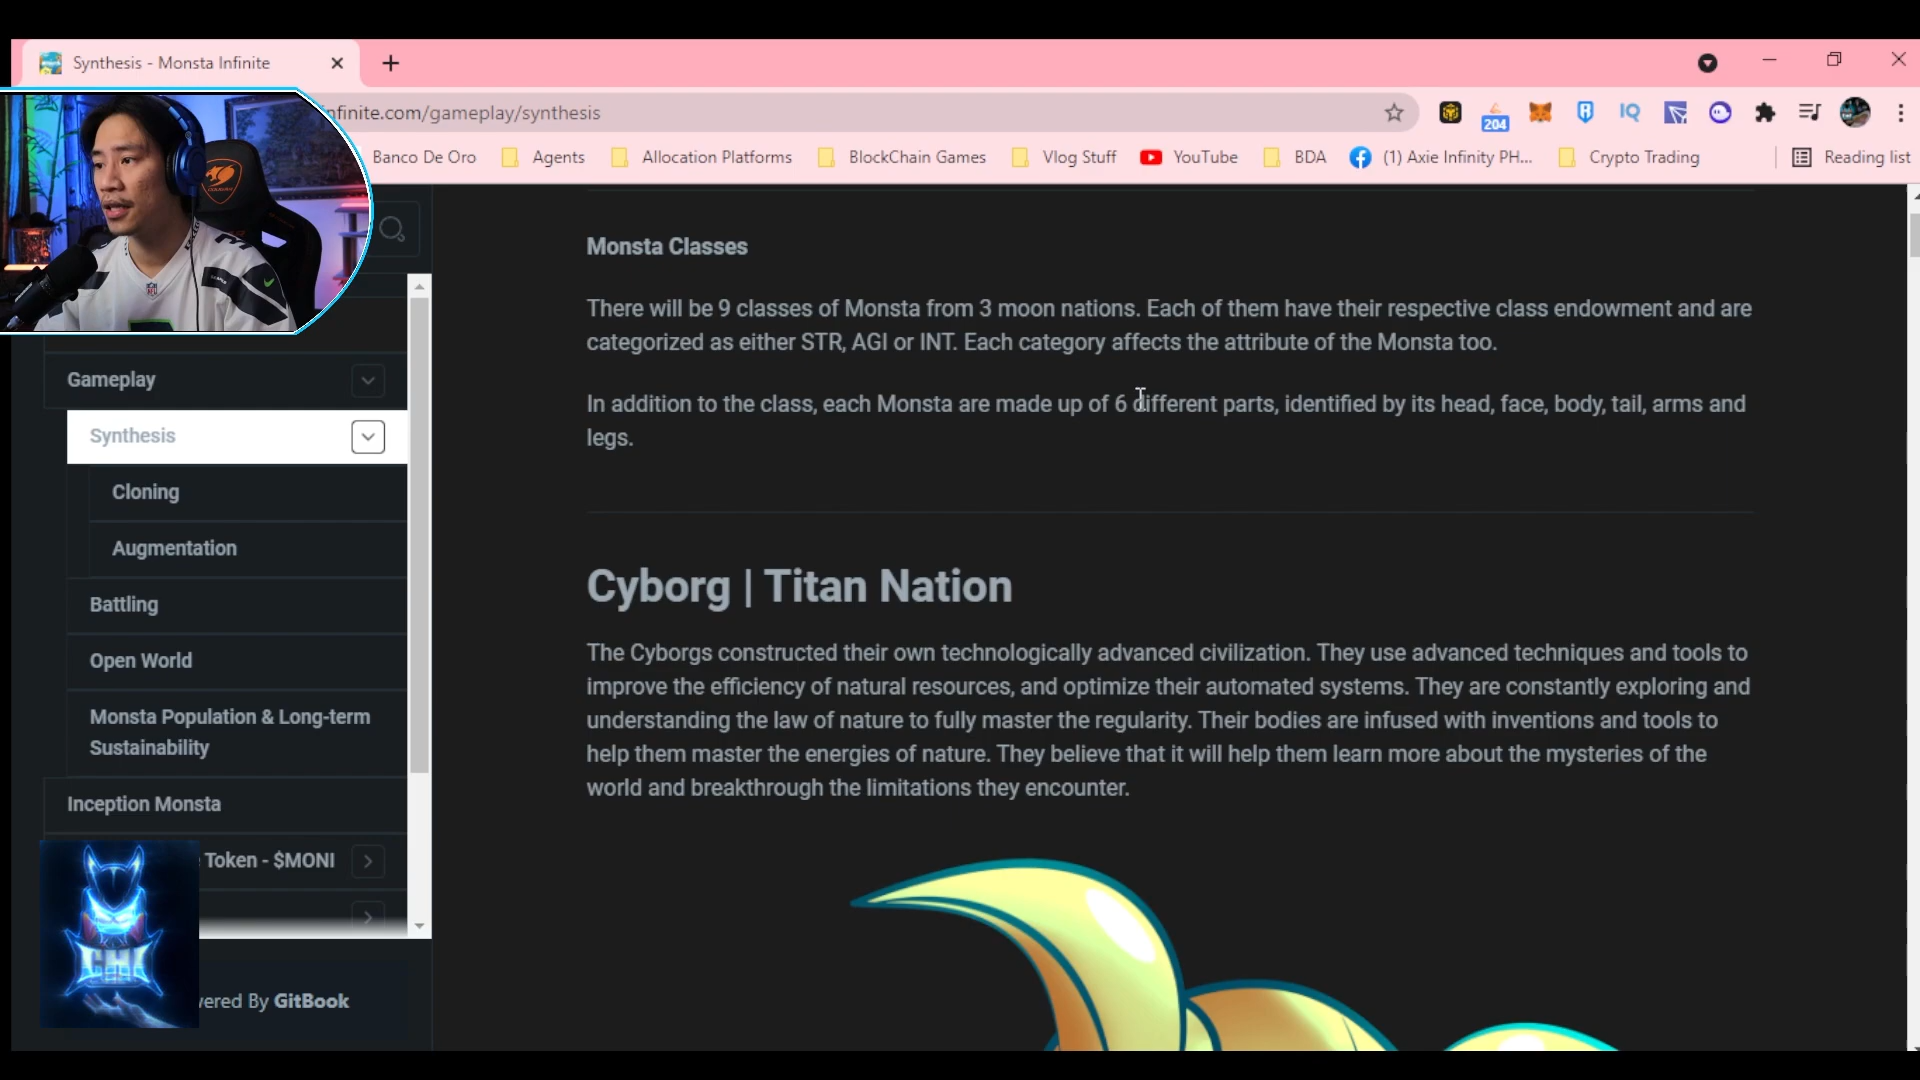 Synthesis - Monsta Infinite
nfinite.com/gameplay/synthesis
204
IQ
Banco De Oro
Agents
Allocation Platforms
BlockChain Games
Vlog Stuff
YouTube
BDA
(1) Axie Infinity PH...
Crypto Trading
Reading list
COUGAR
NFL
Gameplay
Synthesis
Cloning
Augmentation
Battling
Open World
Monsta Population & Long-term
Sustainability
Inception Monsta
Token - $MONI
wered By GitBook
Monsta Classes
There will be 9 classes of Monsta from 3 moon nations. Each of them have their respective class endowment and are
categorized as either STR, AGI or INT. Each category affects the attribute of the Monsta too.
In addition to the class, each Monsta are made up of 6 different parts, identified by its head, face, body, tail, arms and
legs.
Cyborg | Titan Nation
The Cyborgs constructed their own technologically advanced civilization. They use advanced techniques and tools to
improve the efficiency of natural resources, and optimize their automated systems. They are constantly exploring and
understanding the law of nature to fully master the regularity. Their bodies are infused with inventions and tools to
help them master the energies of nature. They believe that it will help them learn more about the mysteries of the
world and breakthrough the limitations they encounter.